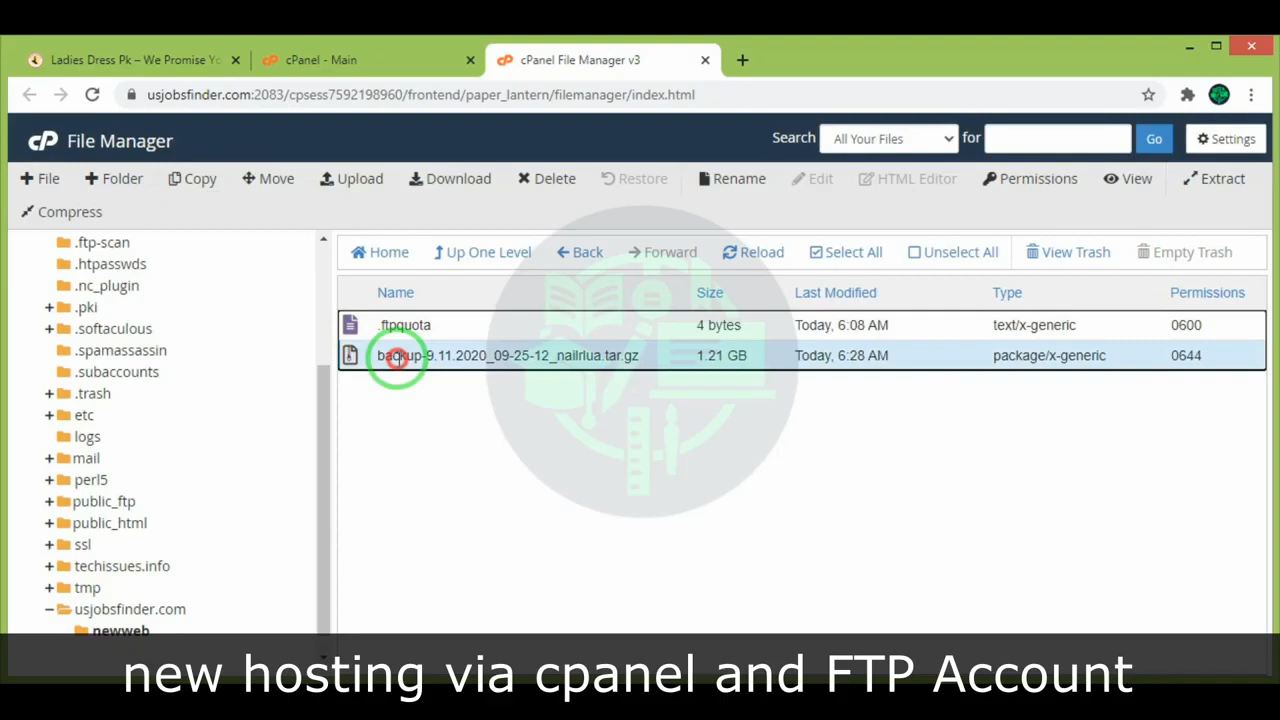 Ladies Dress Pk – We Promise Yo
cPanel - Main
cPanel File Manager v3
usjobsfinder.com:2083/cpsess7592198960/frontend/paper_lantern/filemanager/index.html
cP File Manager
Search All Your Files for Go Settings
File Folder Copy Move Upload Download Delete Restore Rename Edit HTML Editor Permissions View Extract
Compress
Home Up One Level Back Forward Reload Select All Unselect All View Trash Empty Trash
Name Size Last Modified Type Permissions
.ftpquota 4 bytes Today, 6:08 AM text/x-generic 0600
backup-9.11.2020_09-25-12_nailrlua.tar.gz 1.21 GB Today, 6:28 AM package/x-generic 0644
.ftp-scan
.htpasswds
.nc_plugin
.pki
.softaculous
.spamassassin
.subaccounts
.trash
etc
logs
mail
perl5
public_ftp
public_html
ssl
techissues.info
tmp
usjobsfinder.com
newweb
new hosting via cpanel and FTP Account